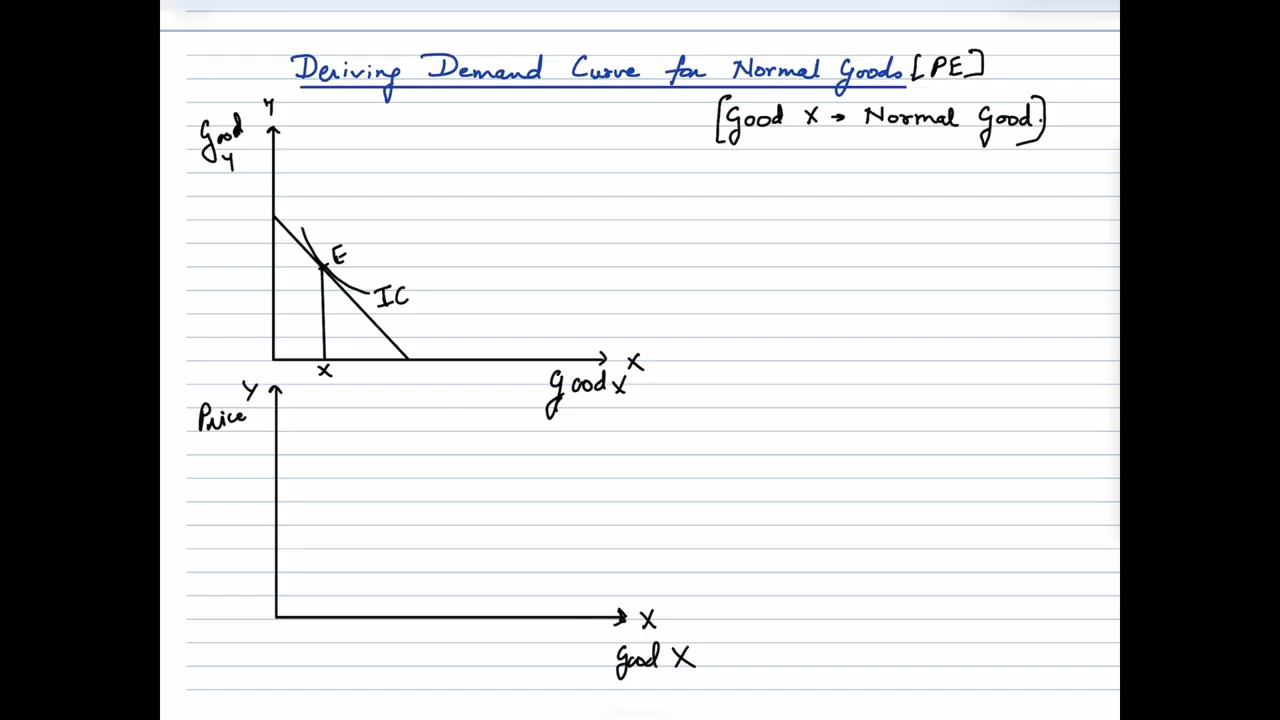 Deriving Demand Curve for Normal Goods [PE]
[Good X → Normal Good]
Y
Good Y
E
IC
X
X
Good X
Y
Price
X
Good X